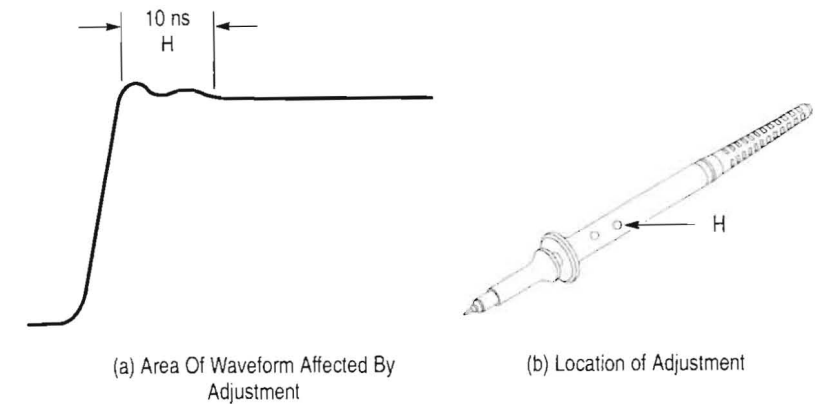 10 ns
H
H
(a) Area Of Waveform Affected By
Adjustment
(b) Location of Adjustment